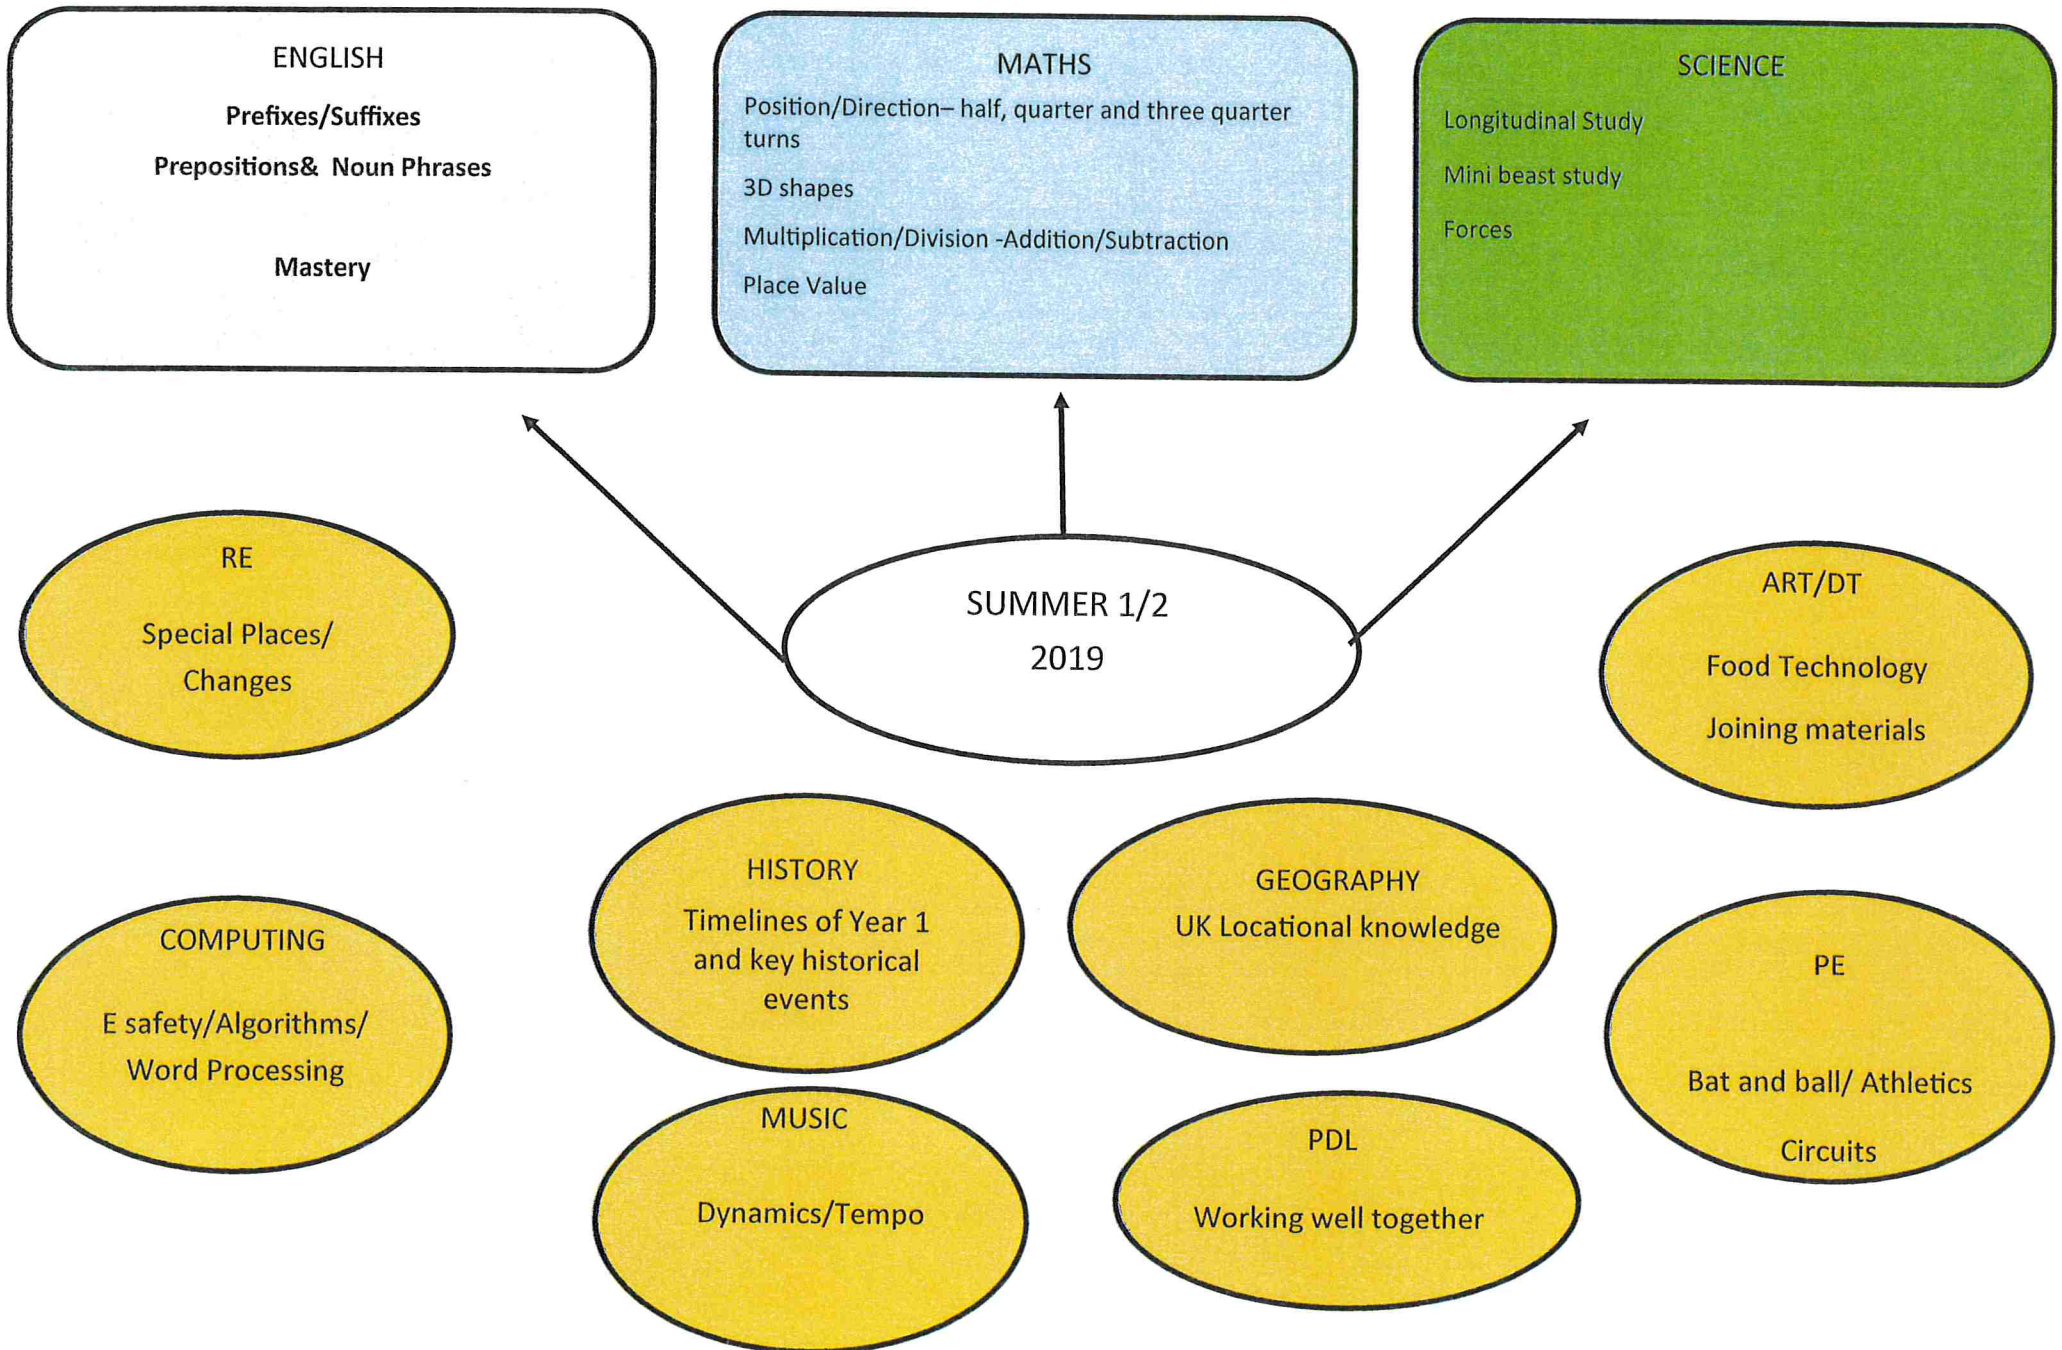 ENGLISH
Prefixes/Suffixes
Prepositions& Noun Phrases
Mastery
MATHS
Position/Direction– half, quarter and three quarter
turns
3D shapes
Multiplication/Division -Addition/Subtraction
Place Value
SCIENCE
Longitudinal Study
Mini beast study
Forces
SUMMER 1/2
2019
RE
Special Places/
Changes
ART/DT
Food Technology
Joining materials
COMPUTING
E safety/Algorithms/
Word Processing
HISTORY
Timelines of Year 1
and key historical
events
GEOGRAPHY
UK Locational knowledge
PE
Bat and ball/ Athletics
Circuits
MUSIC
Dynamics/Tempo
PDL
Working well together